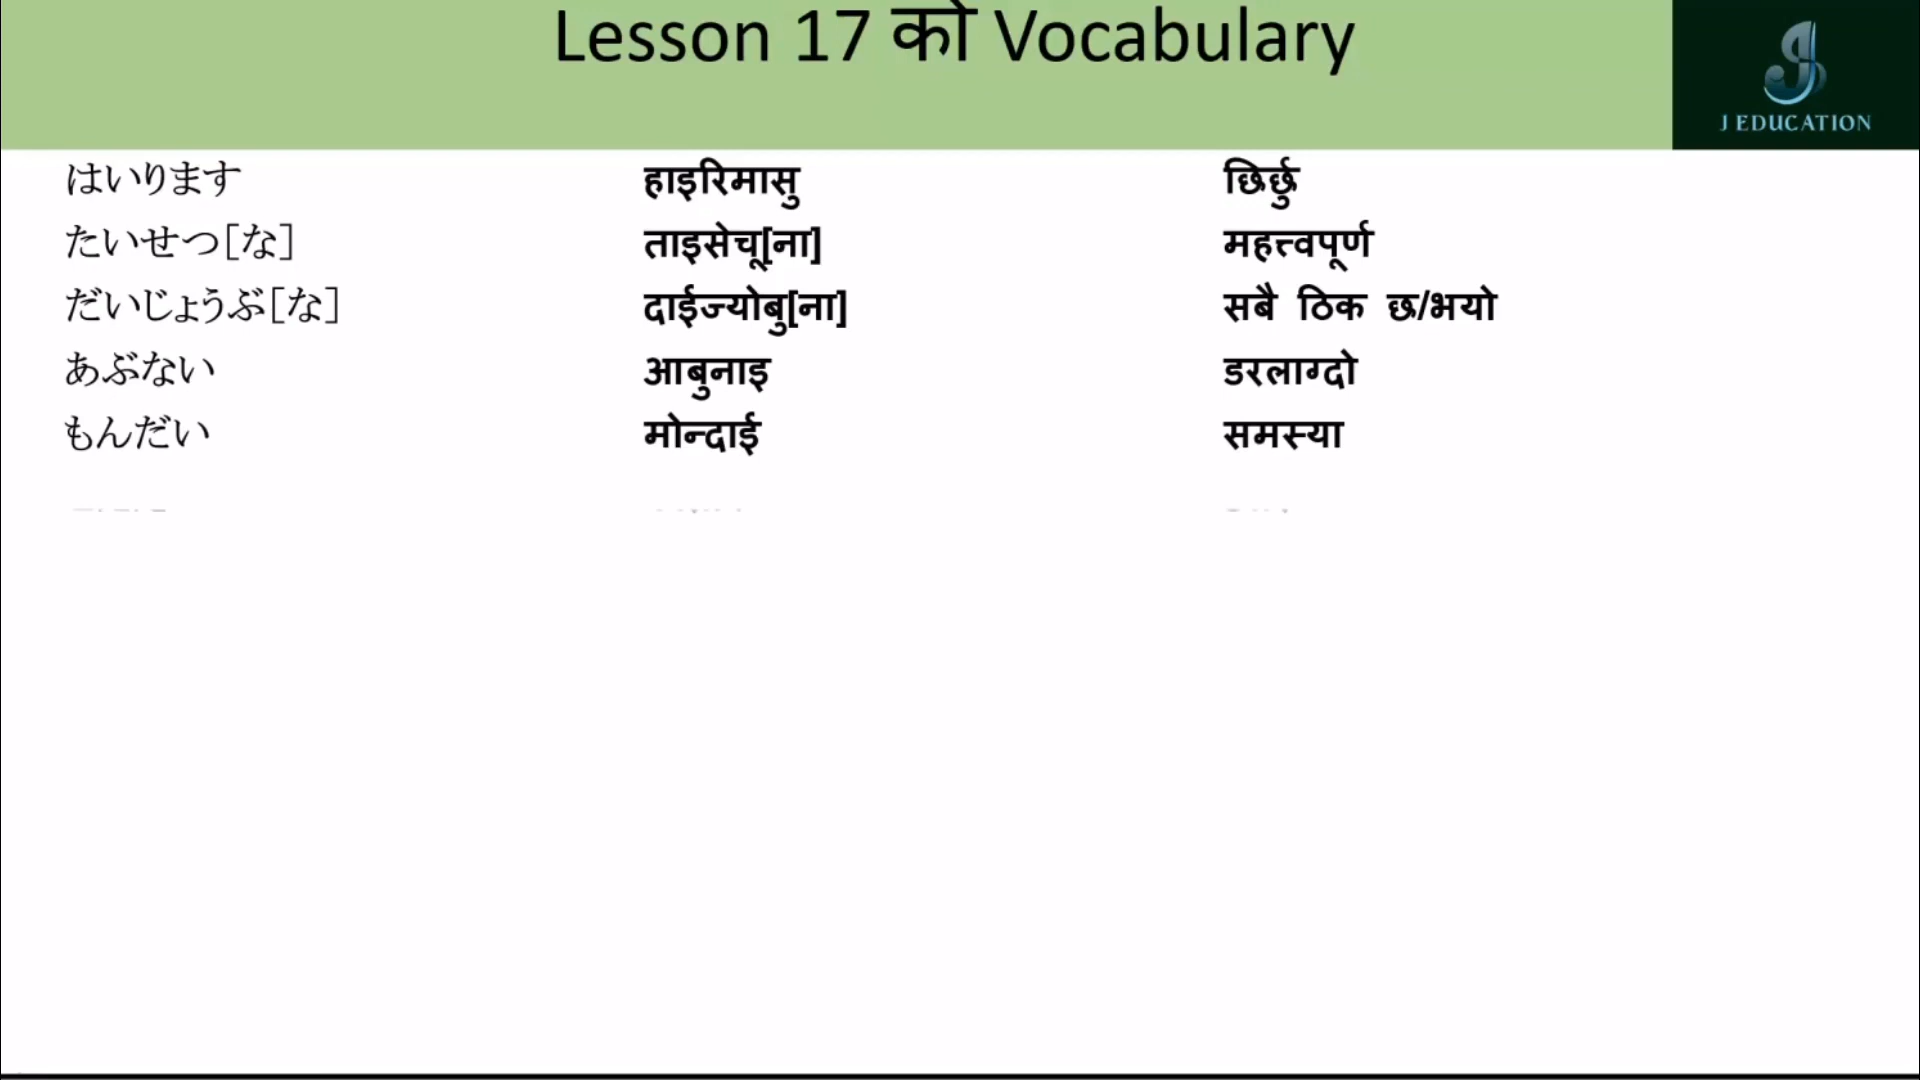 Lesson 17 को Vocabulary
J EDUCATION
はいります हाइरिमासु छिर्छु
たいせつ[な] ताइसेचू[ना] महत्त्वपूर्ण
だいじょうぶ[な] दाईज्योबु[ना] सबै ठिक छ/भयो
あぶない आबुनाइ डरलाग्दो
もんだい मोन्दाई समस्या